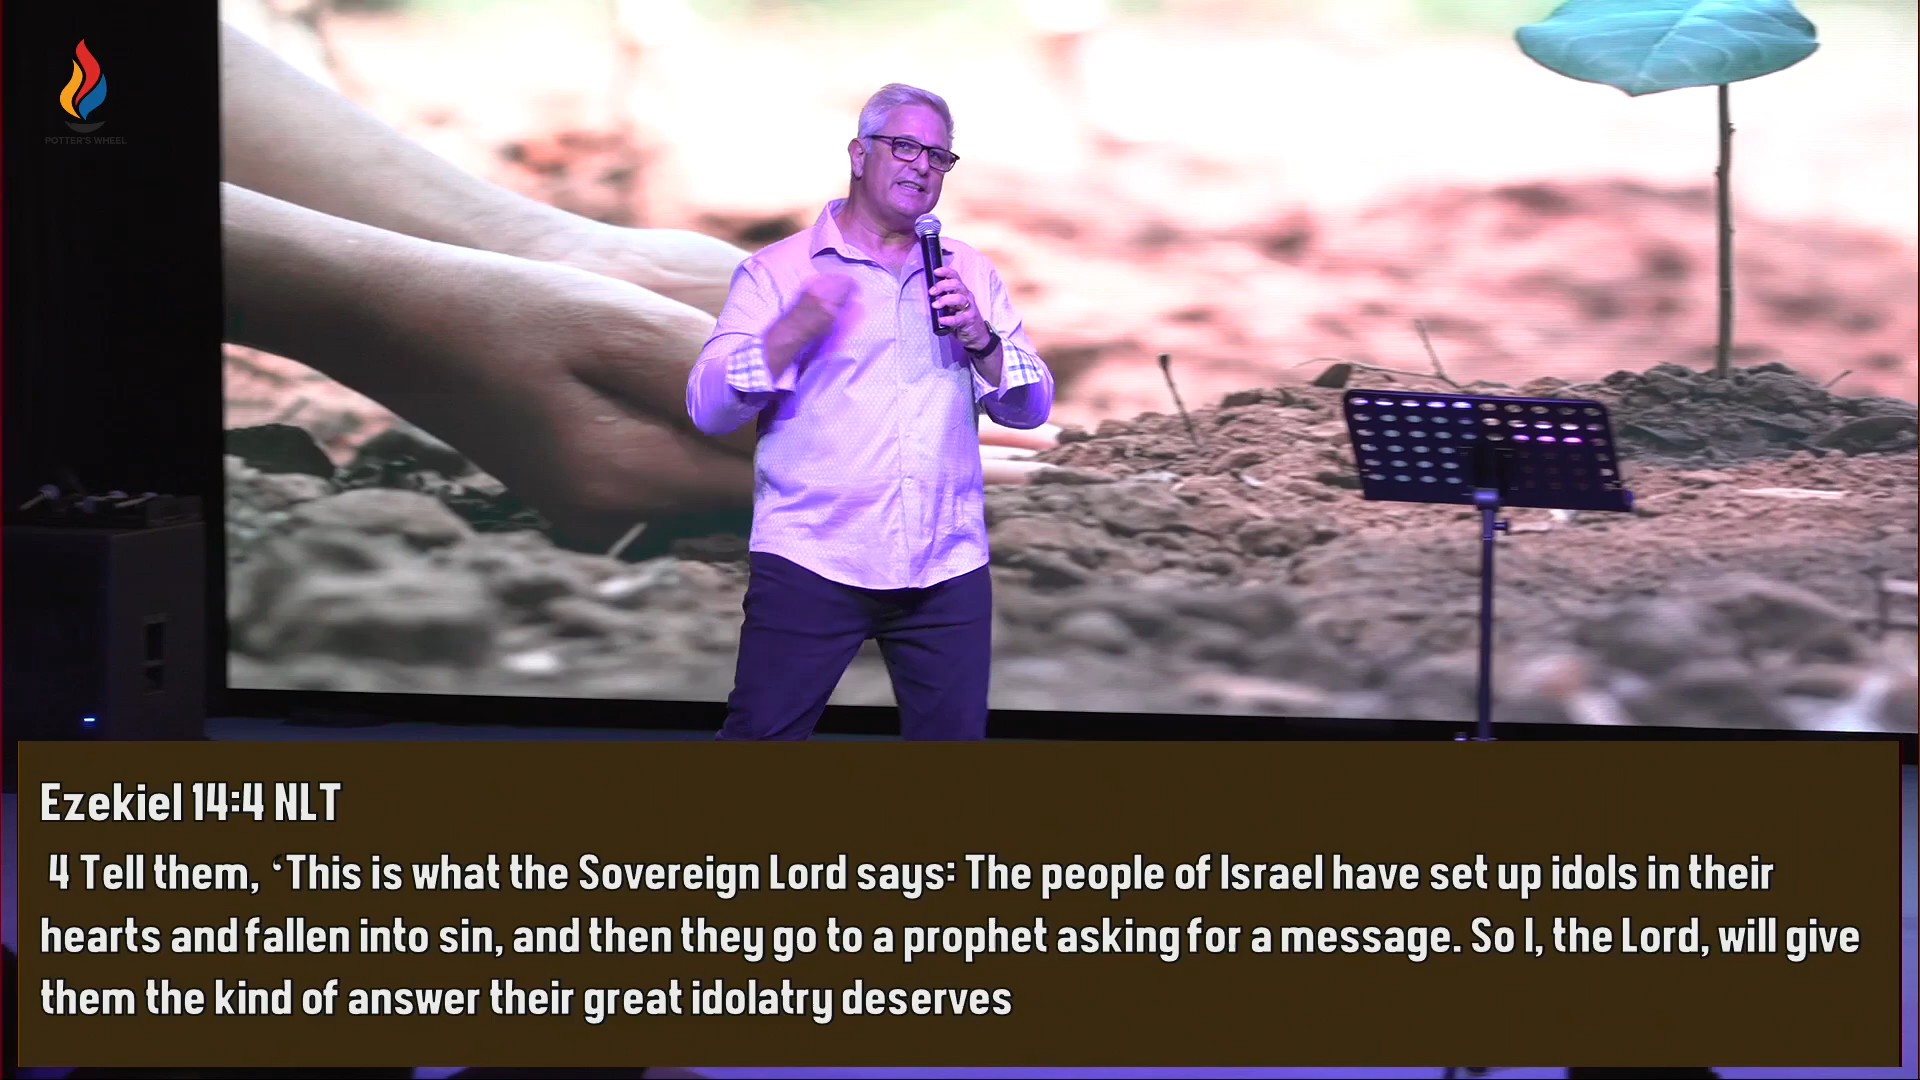 POTTER'S WHEEL
Ezekiel 14:4 NLT
4 Tell them, ‘This is what the Sovereign Lord says: The people of Israel have set up idols in their
hearts and fallen into sin, and then they go to a prophet asking for a message. So I, the Lord, will give
them the kind of answer their great idolatry deserves